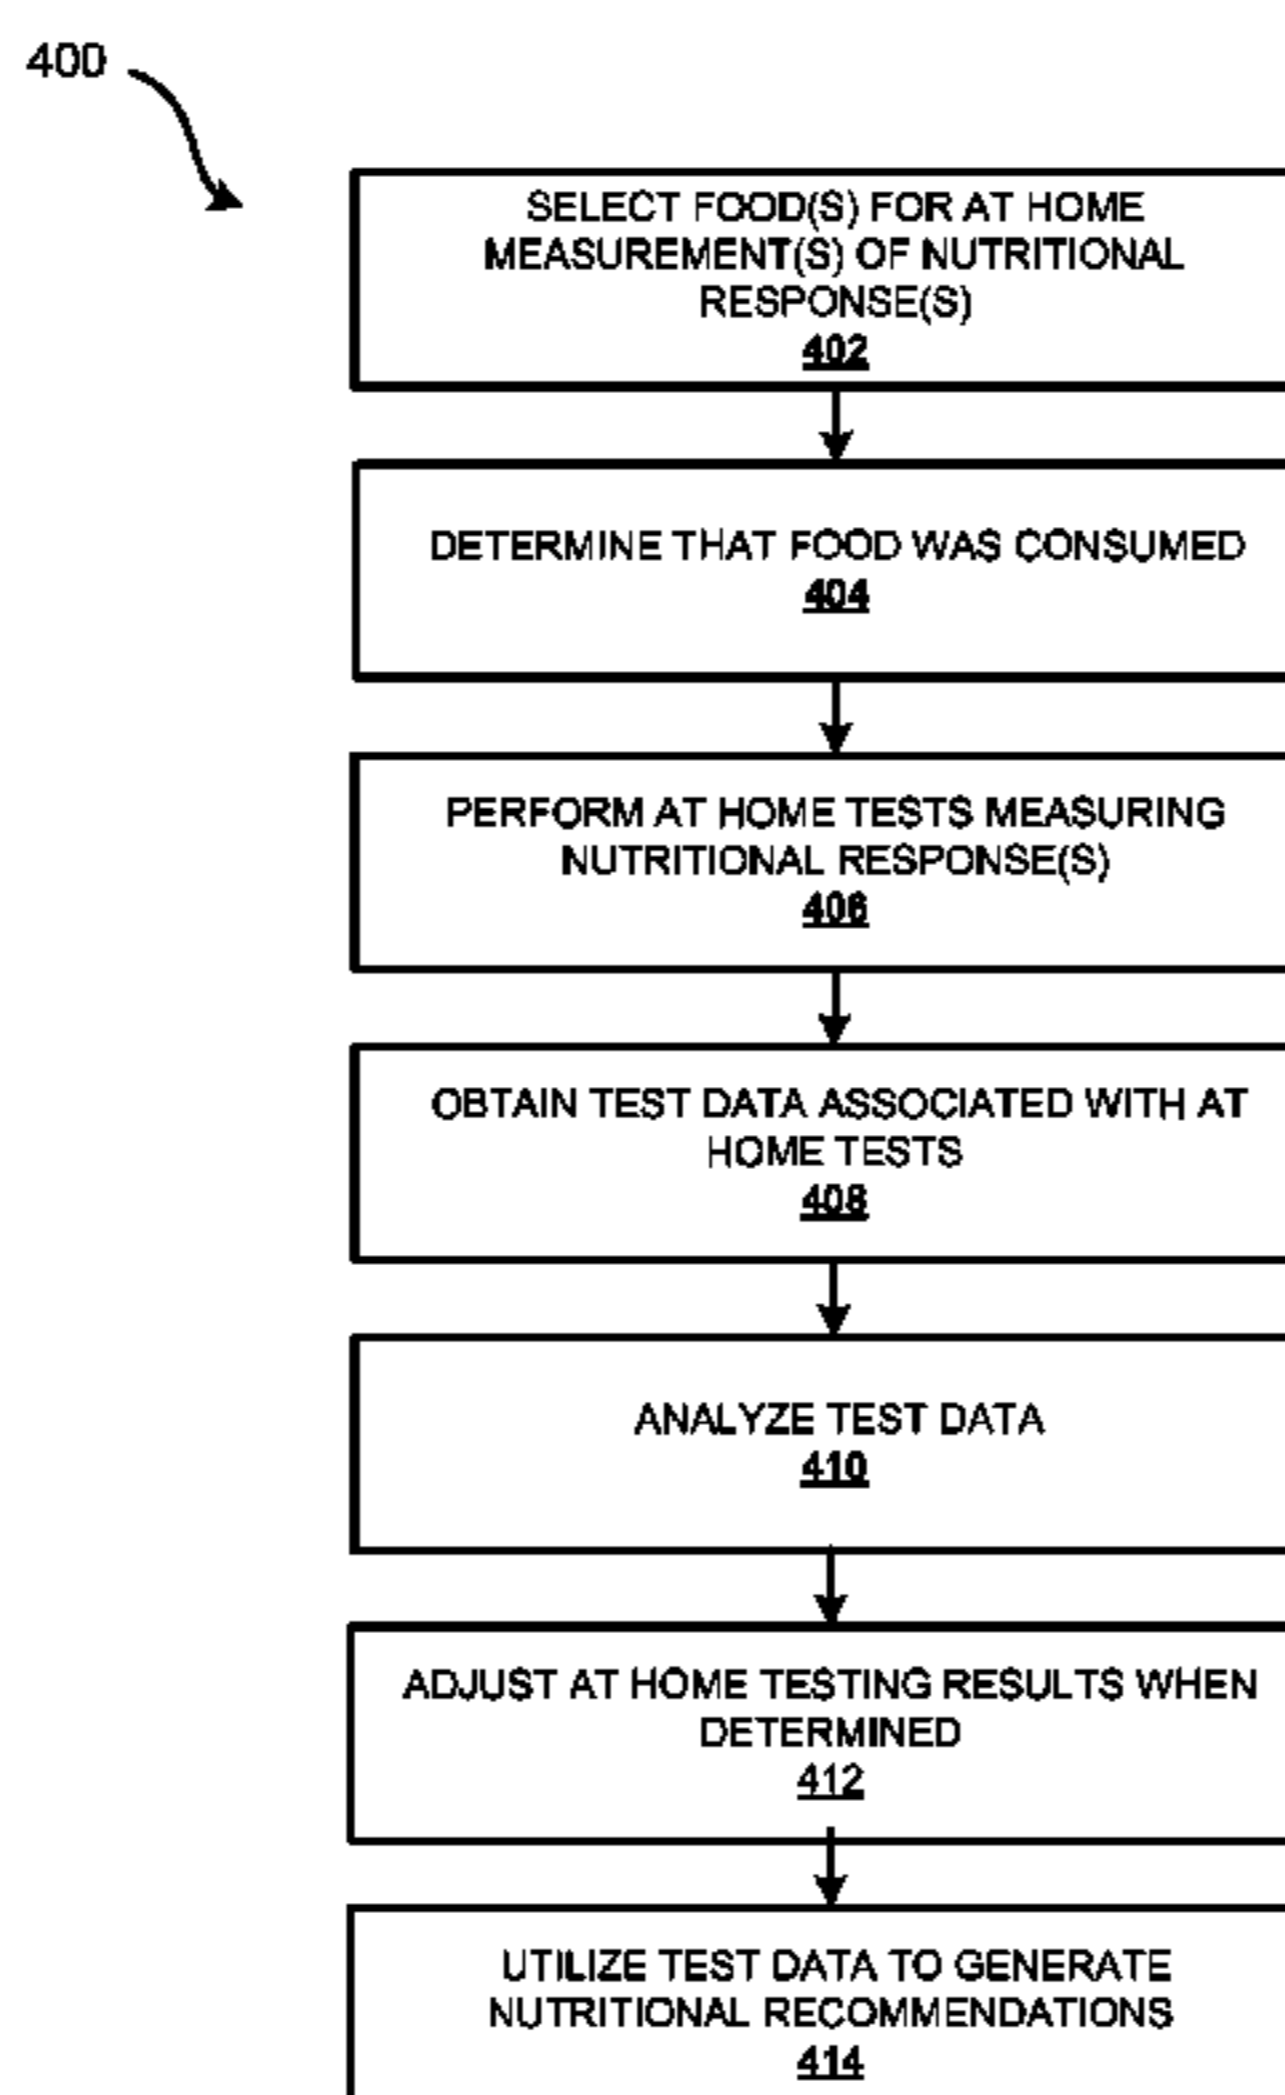 400
SELECT FOOD(S) FOR AT HOME
MEASUREMENT(S) OF NUTRITIONAL
RESPONSE(S)
402
DETERMINE THAT FOOD WAS CONSUMED
404
PERFORM AT HOME TESTS MEASURING
NUTRITIONAL RESPONSE(S)
406
OBTAIN TEST DATA ASSOCIATED WITH AT
HOME TESTS
408
ANALYZE TEST DATA
410
ADJUST AT HOME TESTING RESULTS WHEN
DETERMINED
412
UTILIZE TEST DATA TO GENERATE
NUTRITIONAL RECOMMENDATIONS
414